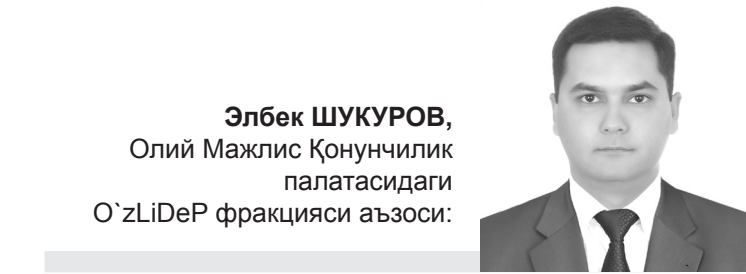 Элбек ШУКУРОВ,
Олий Мажлис Қонунчилик
палатасидаги
O`zLiDeP фракцияси аъзоси: